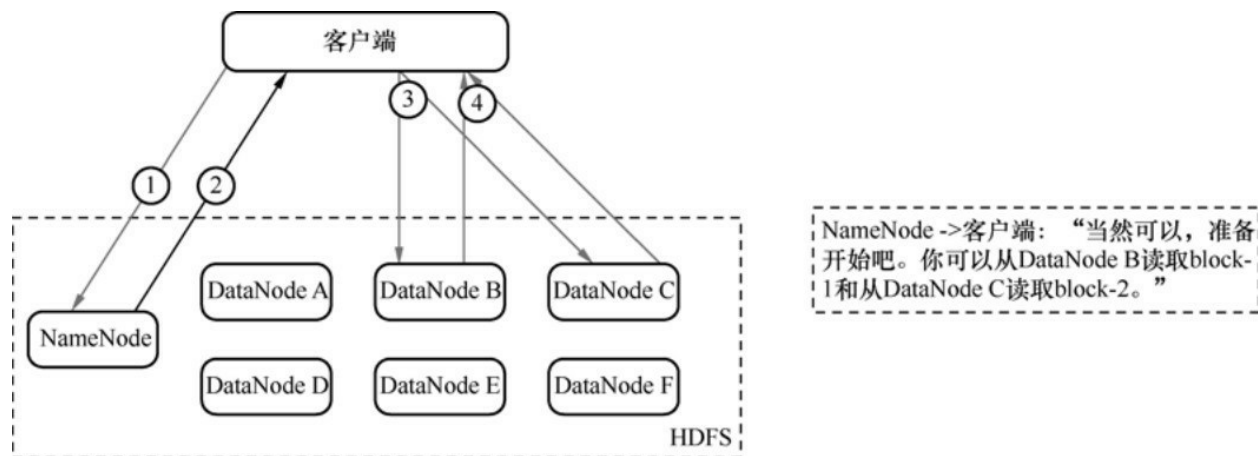 客户端
3
4
1
2
NameNode ->客户端：“当然可以，准备
开始吧。你可以从DataNode B读取block-
1和从DataNode C读取block-2。”
DataNode A
DataNode B
DataNode C
NameNode
DataNode D
DataNode E
DataNode F
HDFS